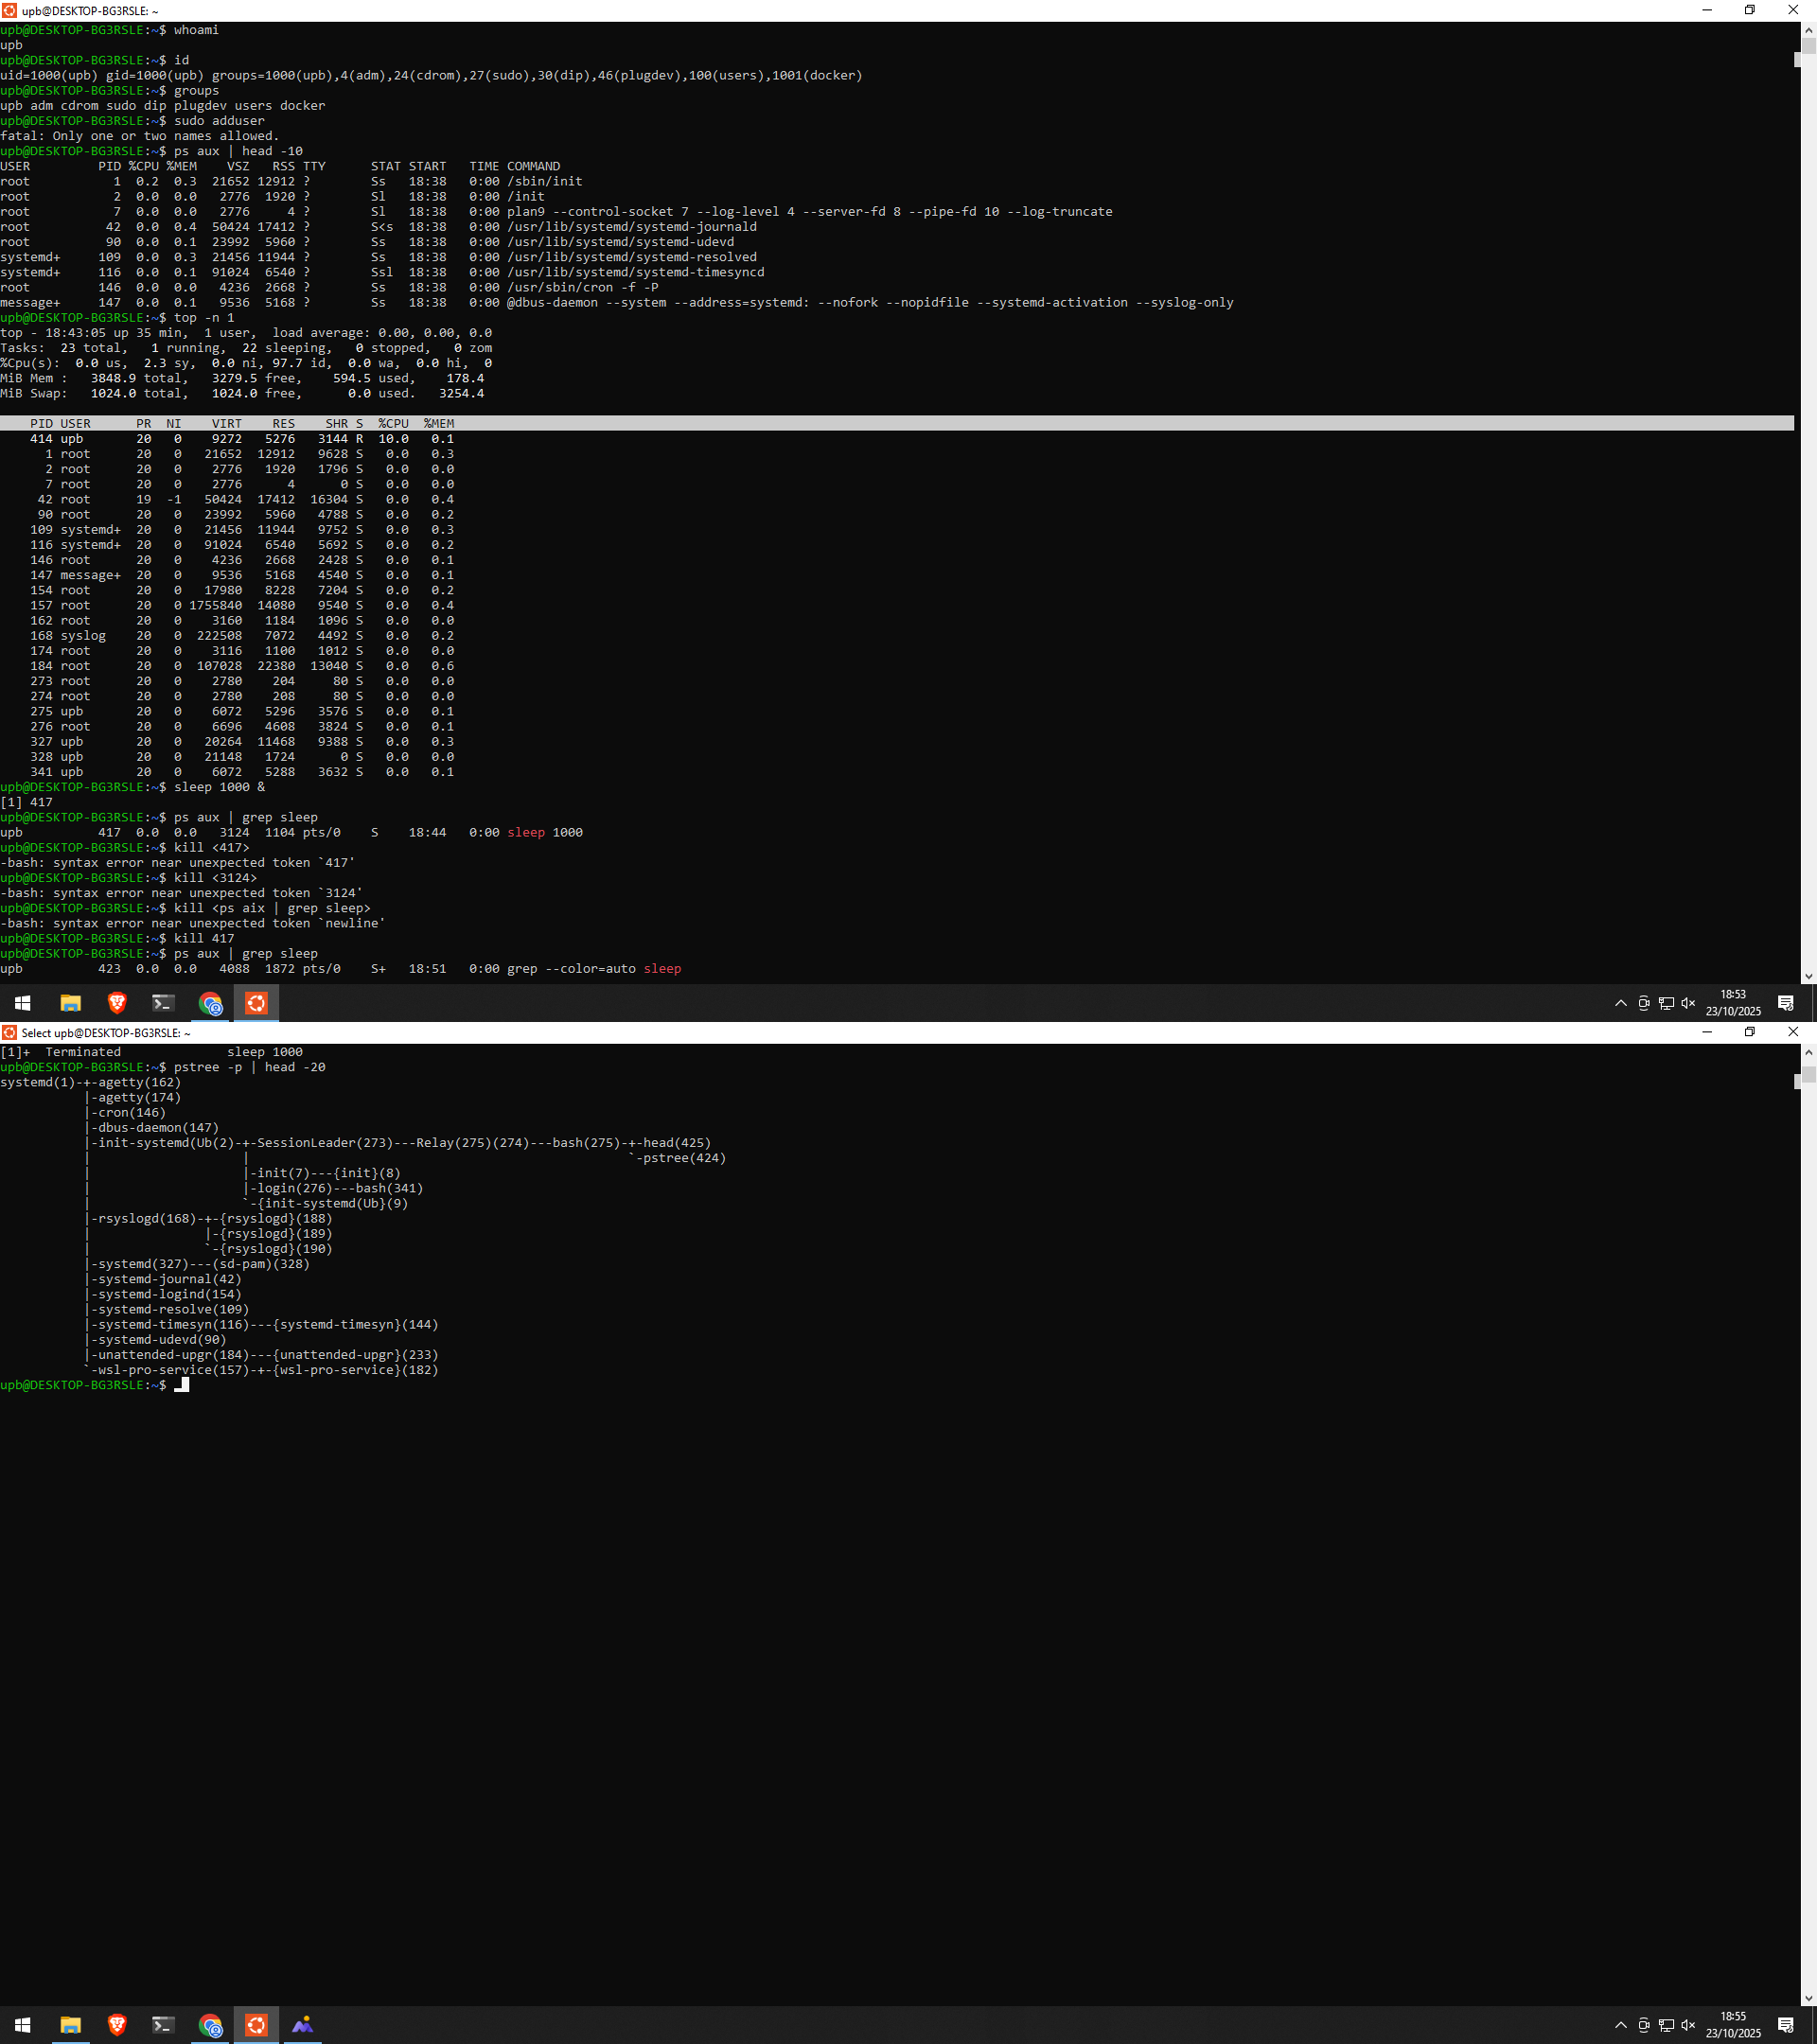 upb@DESKTOP-BG3RSLE: ~
upb@DESKTOP-BG3RSLE:~$ whoami
upb
upb@DESKTOP-BG3RSLE:~$ id
uid=1000(upb) gid=1000(upb) groups=1000(upb),4(adm),24(cdrom),27(sudo),30(dip),46(plugdev),100(users),1001(docker)
upb@DESKTOP-BG3RSLE:~$ groups
upb adm cdrom sudo dip plugdev users docker
upb@DESKTOP-BG3RSLE:~$ sudo adduser
fatal: Only one or two names allowed.
upb@DESKTOP-BG3RSLE:~$ ps aux | head -10
USER         PID %CPU %MEM    VSZ   RSS TTY        STAT START   TIME COMMAND
root           1  0.2  0.3  21652 12912 ?        Ss   18:38   0:00 /sbin/init
root           2  0.0  0.0   2776  1920 ?        Sl   18:38   0:00 /init
root           7  0.0  0.0   2776     4 ?        Sl   18:38   0:00 plan9 --control-socket 7 --log-level 4 --server-fd 8 --pipe-fd 10 --log-truncate
root          42  0.0  0.4  50424 17412 ?        S<s  18:38   0:00 /usr/lib/systemd/systemd-journald
root          90  0.0  0.1  23992  5960 ?        Ss   18:38   0:00 /usr/lib/systemd/systemd-udevd
systemd+     109  0.0  0.3  21456 11944 ?        Ss   18:38   0:00 /usr/lib/systemd/systemd-resolved
systemd+     116  0.0  0.1  91024  6540 ?        Ssl  18:38   0:00 /usr/lib/systemd/systemd-timesyncd
root         146  0.0  0.0   4236  2668 ?        Ss   18:38   0:00 /usr/sbin/cron -f -P
message+     147  0.0  0.1   9536  5168 ?        Ss   18:38   0:00 @dbus-daemon --system --address=systemd: --nofork --nopidfile --systemd-activation --syslog-only
upb@DESKTOP-BG3RSLE:~$ top -n 1
top - 18:43:05 up 35 min,  1 user,  load average: 0.00, 0.00, 0.0
Tasks:  23 total,   1 running,  22 sleeping,   0 stopped,   0 zom
%Cpu(s):  0.0 us,  2.3 sy,  0.0 ni, 97.7 id,  0.0 wa,  0.0 hi,  0
MiB Mem :   3848.9 total,   3279.5 free,    594.5 used,    178.4
MiB Swap:   1024.0 total,   1024.0 free,      0.0 used.   3254.4
    PID USER      PR  NI    VIRT    RES    SHR S  %CPU  %MEM
    414 upb       20   0    9272   5276   3144 R  10.0   0.1
      1 root      20   0   21652  12912   9628 S   0.0   0.3
      2 root      20   0    2776   1920   1796 S   0.0   0.0
      7 root      20   0    2776      4      0 S   0.0   0.0
     42 root      19  -1   50424  17412  16304 S   0.0   0.4
     90 root      20   0   23992   5960   4788 S   0.0   0.2
    109 systemd+  20   0   21456  11944   9752 S   0.0   0.3
    116 systemd+  20   0   91024   6540   5692 S   0.0   0.2
    146 root      20   0    4236   2668   2428 S   0.0   0.1
    147 message+  20   0    9536   5168   4540 S   0.0   0.1
    154 root      20   0   17980   8228   7204 S   0.0   0.2
    157 root      20   0 1755840  14080   9540 S   0.0   0.4
    162 root      20   0    3160   1184   1096 S   0.0   0.0
    168 syslog    20   0  222508   7072   4492 S   0.0   0.2
    174 root      20   0    3116   1100   1012 S   0.0   0.0
    184 root      20   0  107028  22380  13040 S   0.0   0.6
    273 root      20   0    2780    204     80 S   0.0   0.0
    274 root      20   0    2780    208     80 S   0.0   0.0
    275 upb       20   0    6072   5296   3576 S   0.0   0.1
    276 root      20   0    6696   4608   3824 S   0.0   0.1
    327 upb       20   0   20264  11468   9388 S   0.0   0.3
    328 upb       20   0   21148   1724      0 S   0.0   0.0
    341 upb       20   0    6072   5288   3632 S   0.0   0.1
upb@DESKTOP-BG3RSLE:~$ sleep 1000 &
[1] 417
upb@DESKTOP-BG3RSLE:~$ ps aux | grep sleep
upb          417  0.0  0.0   3124  1104 pts/0    S    18:44   0:00 sleep 1000
upb@DESKTOP-BG3RSLE:~$ kill <417>
-bash: syntax error near unexpected token `417'
upb@DESKTOP-BG3RSLE:~$ kill <3124>
-bash: syntax error near unexpected token `3124'
upb@DESKTOP-BG3RSLE:~$ kill <ps aix | grep sleep>
-bash: syntax error near unexpected token `newline'
upb@DESKTOP-BG3RSLE:~$ kill 417
upb@DESKTOP-BG3RSLE:~$ ps aux | grep sleep
upb          423  0.0  0.0   4088  1872 pts/0    S+   18:51   0:00 grep --color=auto sleep
18:53
23/10/2025
Select upb@DESKTOP-BG3RSLE: ~
[1]+  Terminated              sleep 1000
upb@DESKTOP-BG3RSLE:~$ pstree -p | head -20
systemd(1)-+-agetty(162)
           |-agetty(174)
           |-cron(146)
           |-dbus-daemon(147)
           |-init-systemd(Ub(2)-+-SessionLeader(273)---Relay(275)(274)---bash(275)-+-head(425)
           |                    |                                                  `-pstree(424)
           |                    |-init(7)---{init}(8)
           |                    |-login(276)---bash(341)
           |                    `-{init-systemd(Ub}(9)
           |-rsyslogd(168)-+-{rsyslogd}(188)
           |               |-{rsyslogd}(189)
           |               `-{rsyslogd}(190)
           |-systemd(327)---(sd-pam)(328)
           |-systemd-journal(42)
           |-systemd-logind(154)
           |-systemd-resolve(109)
           |-systemd-timesyn(116)---{systemd-timesyn}(144)
           |-systemd-udevd(90)
           |-unattended-upgr(184)---{unattended-upgr}(233)
           `-wsl-pro-service(157)-+-{wsl-pro-service}(182)
upb@DESKTOP-BG3RSLE:~$
18:55
23/10/2025